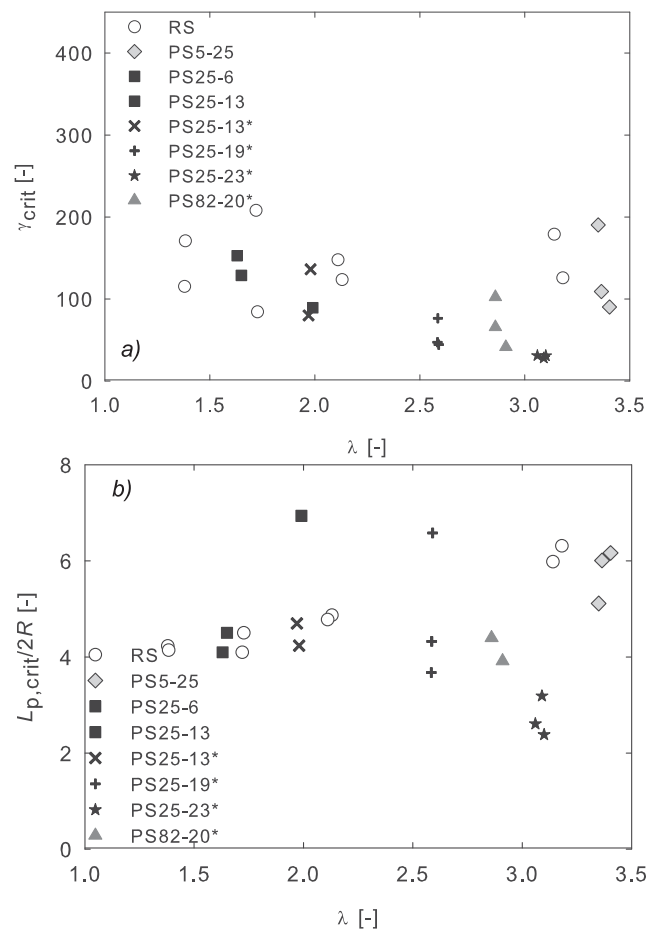 RS
PS5-25
PS25-6
PS25-13
PS25-13*
PS25-19*
PS25-23*
PS82-20*
400
300
200
100
0
γcrit [-]
a)
1.0 1.5 2.0 2.5 3.0 3.5
λ [-]
b)
8
6
4
2
0
Lp,crit/2R [-]
RS
PS5-25
PS25-6
PS25-13
PS25-13*
PS25-19*
PS25-23*
PS82-20*
1.0 1.5 2.0 2.5 3.0 3.5
λ [-]